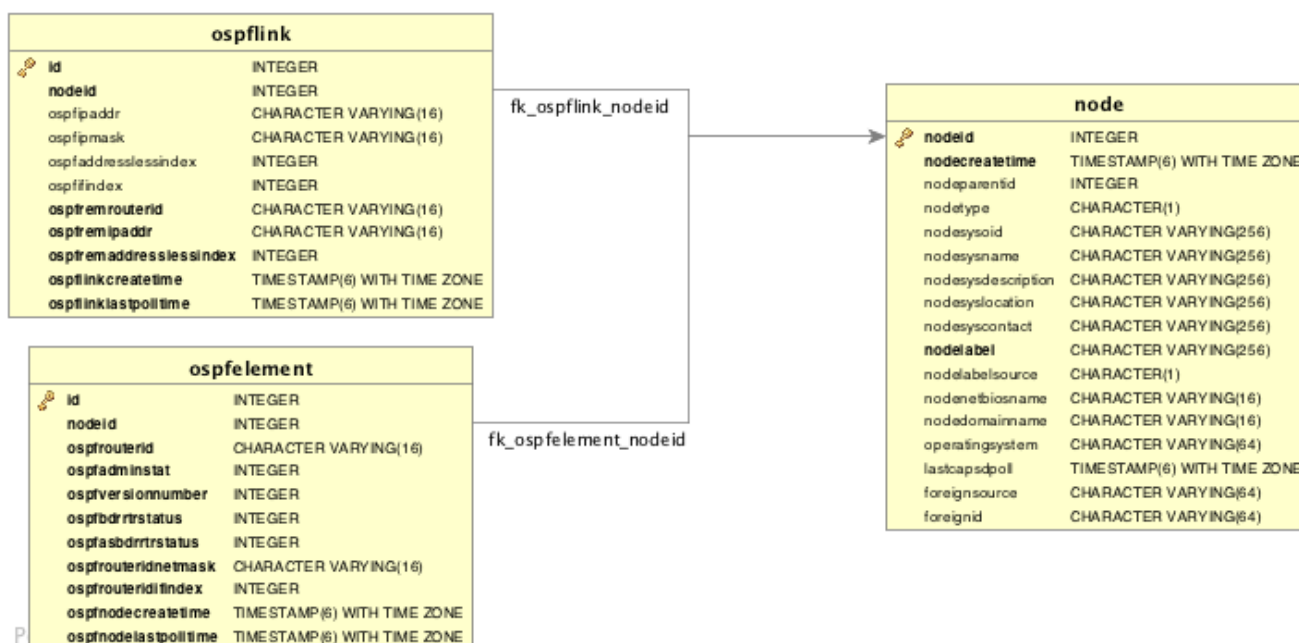 ospflink
id INTEGER
nodeid INTEGER
ospfipaddr CHARACTER VARYING(16)
ospfipmask CHARACTER VARYING(16)
ospfaddresslessindex INTEGER
ospfifindex INTEGER
ospfremrouterid CHARACTER VARYING(16)
ospfremipaddr CHARACTER VARYING(16)
ospfremaddresslessindex INTEGER
ospflinkcreatetime TIMESTAMP(6) WITH TIME ZONE
ospflinklastpolltime TIMESTAMP(6) WITH TIME ZONE
fk_ospflink_nodeid
ospfelement
id INTEGER
nodeid INTEGER
ospfrouterid CHARACTER VARYING(16)
ospfadminstat INTEGER
ospfversionnumber INTEGER
ospfbdrrtrstatus INTEGER
ospfasbdrrtrstatus INTEGER
ospfrouteridnetmask CHARACTER VARYING(16)
ospfrouteridifindex INTEGER
ospfnodecreatetime TIMESTAMP(6) WITH TIME ZONE
ospfnodelastpolltime TIMESTAMP(6) WITH TIME ZONE
fk_ospfelement_nodeid
node
nodeid INTEGER
nodecreatetime TIMESTAMP(6) WITH TIME ZONE
nodeparentid INTEGER
nodetype CHARACTER(1)
nodesysoid CHARACTER VARYING(256)
nodesysname CHARACTER VARYING(256)
nodesysdescription CHARACTER VARYING(256)
nodesyslocation CHARACTER VARYING(256)
nodesyscontact CHARACTER VARYING(256)
nodelabel CHARACTER VARYING(256)
nodelabelsource CHARACTER(1)
nodenetbiosname CHARACTER VARYING(16)
nodedomainname CHARACTER VARYING(16)
operatingsystem CHARACTER VARYING(64)
lastcapsdpoll TIMESTAMP(6) WITH TIME ZONE
foreignsource CHARACTER VARYING(64)
foreignid CHARACTER VARYING(64)